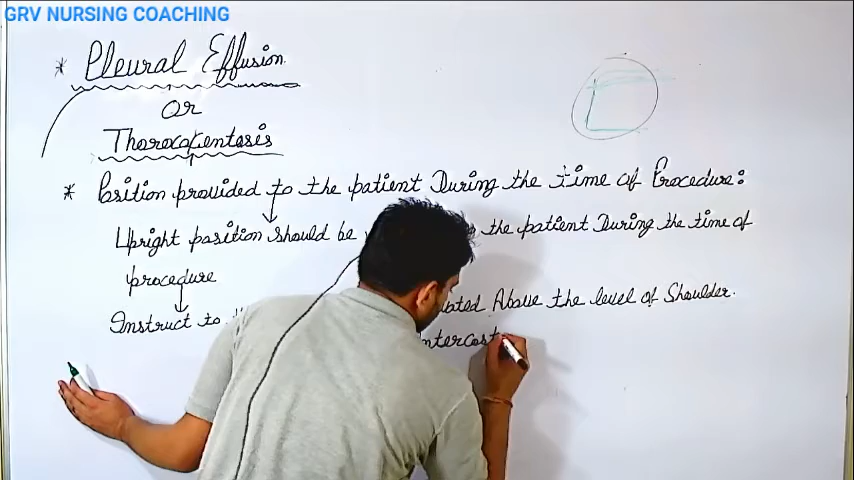 GRV NURSING COACHING
* Pleural Effusion
Or
Thoracocentasis
* Position provided to the patient During the time of Procedure:
Upright position should be the patient During the time of
procedure
Instruct to Above the level of Shoulder.